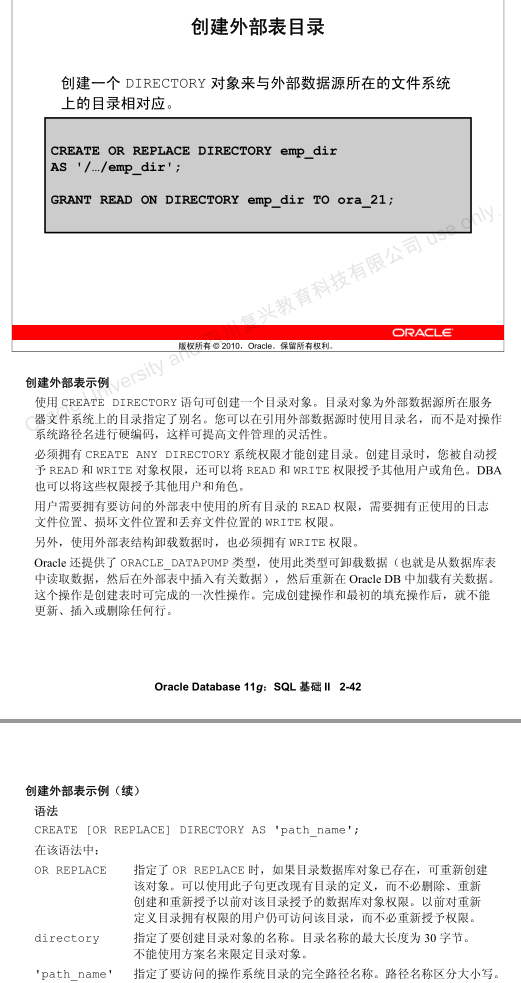 创建外部表目录
创建一个 DIRECTORY 对象来与外部数据源所在的文件系统
上的目录相对应。
CREATE OR REPLACE DIRECTORY emp_dir
AS '/…/emp_dir';
GRANT READ ON DIRECTORY emp_dir TO ora_21;
ORACLE
版权所有 © 2010，Oracle。保留所有权利。
创建外部表示例
使用 CREATE DIRECTORY 语句可创建一个目录对象。目录对象为外部数据源所在服务
器文件系统上的目录指定了别名。您可以在引用外部数据源时使用目录名，而不是对操作
系统路径名进行硬编码，这样可提高文件管理的灵活性。
必须拥有 CREATE ANY DIRECTORY 系统权限才能创建目录。创建目录时，您被自动授
予 READ 和 WRITE 对象权限，还可以将 READ 和 WRITE 权限授予其他用户或角色。DBA
也可以将这些权限授予其他用户和角色。
用户需要拥有要访问的外部表中使用的所有目录的 READ 权限，需要拥有正使用的日志
文件位置、损坏文件位置和丢弃文件位置的 WRITE 权限。
另外，使用外部表结构卸载数据时，也必须拥有 WRITE 权限。
Oracle 还提供了 ORACLE_DATAPUMP 类型，使用此类型可卸载数据（也就是从数据库表
中读取数据，然后在外部表中插入有关数据），然后重新在 Oracle DB 中加载有关数据。
这个操作是创建表时可完成的一次性操作。完成创建操作和最初的填充操作后，就不能
更新、插入或删除任何行。
Oracle Database 11g：SQL 基础 II 2-42
创建外部表示例（续）
语法
CREATE [OR REPLACE] DIRECTORY AS 'path_name';
在该语法中：
OR REPLACE 指定了 OR REPLACE 时，如果目录数据库对象已存在，可重新创建
该对象。可以使用此子句更改现有目录的定义，而不必删除、重新
创建和重新授予以前对该目录授予的数据库对象权限。以前对重新
定义目录拥有权限的用户仍可访问该目录，而不必重新授予权限。
directory 指定了要创建目录对象的名称。目录名称的最大长度为 30 字节。
不能使用方案名来限定目录对象。
'path_name' 指定了要访问的操作系统目录的完全路径名称。路径名称区分大小写。